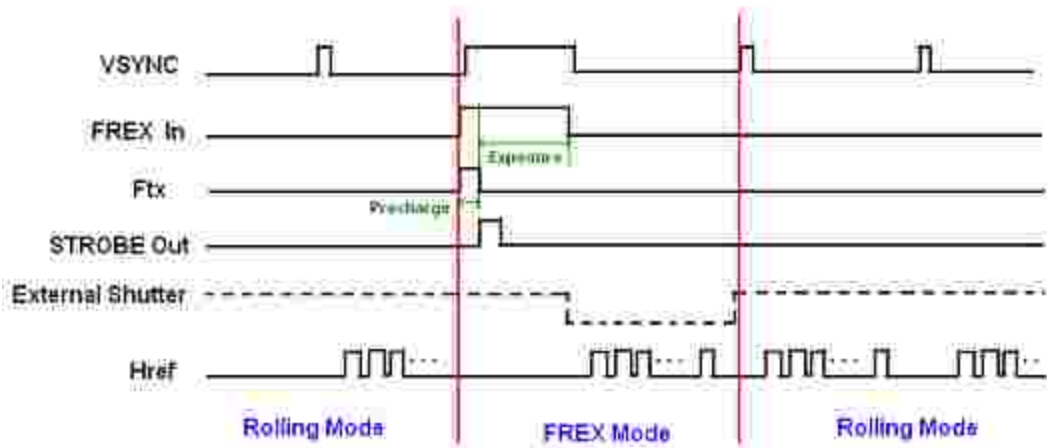 VSYNC
FREX In
Exposure
Ftx
Precharge
STROBE Out
External Shutter
Href
Rolling Mode
FREX Mode
Rolling Mode